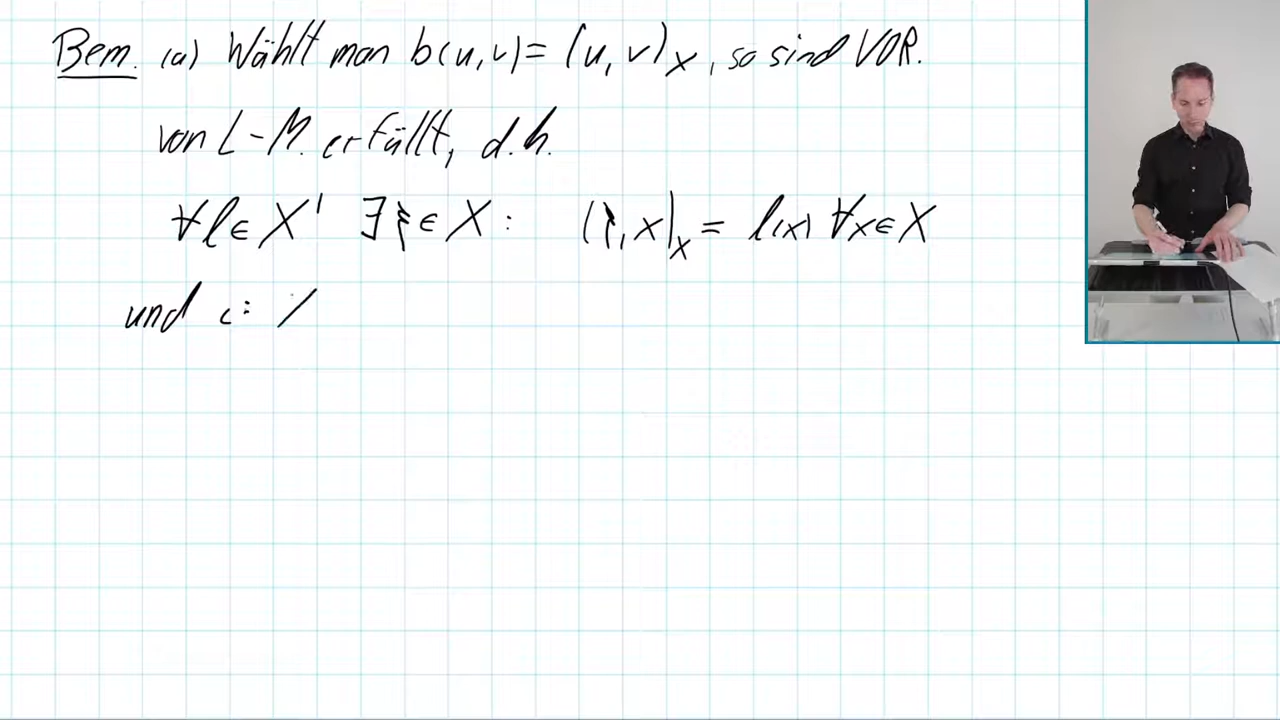 Bem. (a) Wählt man b(u,v) = (u, v)_X, so sind VOR.
von L-M. erfüllt, d.h.
∀ℓ∈X' ∃ξ∈X: (ξ,x)_X = ℓ(x) ∀x∈X
und c: